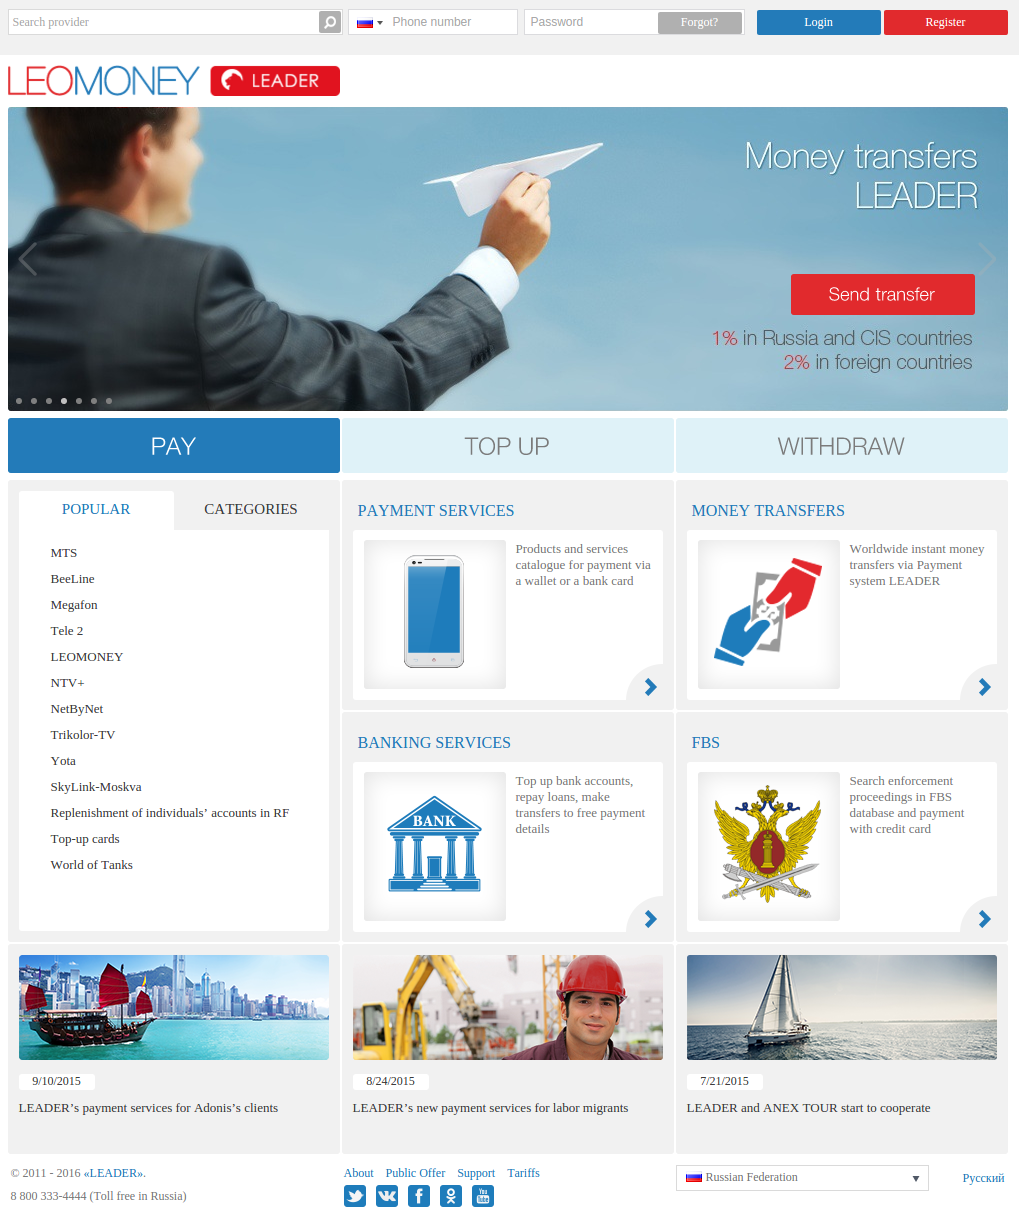 Search provider
Phone number
Password
Forgot?
Login
Register
LEOMONEY LEADER
Money transfers
LEADER
Send transfer
1% in Russia and CIS countries
2% in foreign countries
PAY
TOP UP
WITHDRAW
POPULAR
CATEGORIES
MTS
BeeLine
Megafon
Tele 2
LEOMONEY
NTV+
NetByNet
Trikolor-TV
Yota
SkyLink-Moskva
Replenishment of individuals’ accounts in RF
Top-up cards
World of Tanks
PAYMENT SERVICES
Products and services
catalogue for payment via
a wallet or a bank card
MONEY TRANSFERS
Worldwide instant money
transfers via Payment
system LEADER
BANKING SERVICES
BANK
Top up bank accounts,
repay loans, make
transfers to free payment
details
FBS
Search enforcement
proceedings in FBS
database and payment
with credit card
9/10/2015
LEADER’s payment services for Adonis’s clients
8/24/2015
LEADER’s new payment services for labor migrants
7/21/2015
LEADER and ANEX TOUR start to cooperate
© 2011 - 2016 «LEADER».
8 800 333-4444 (Toll free in Russia)
About Public Offer Support Tariffs
You Tube
Russian Federation
Русский